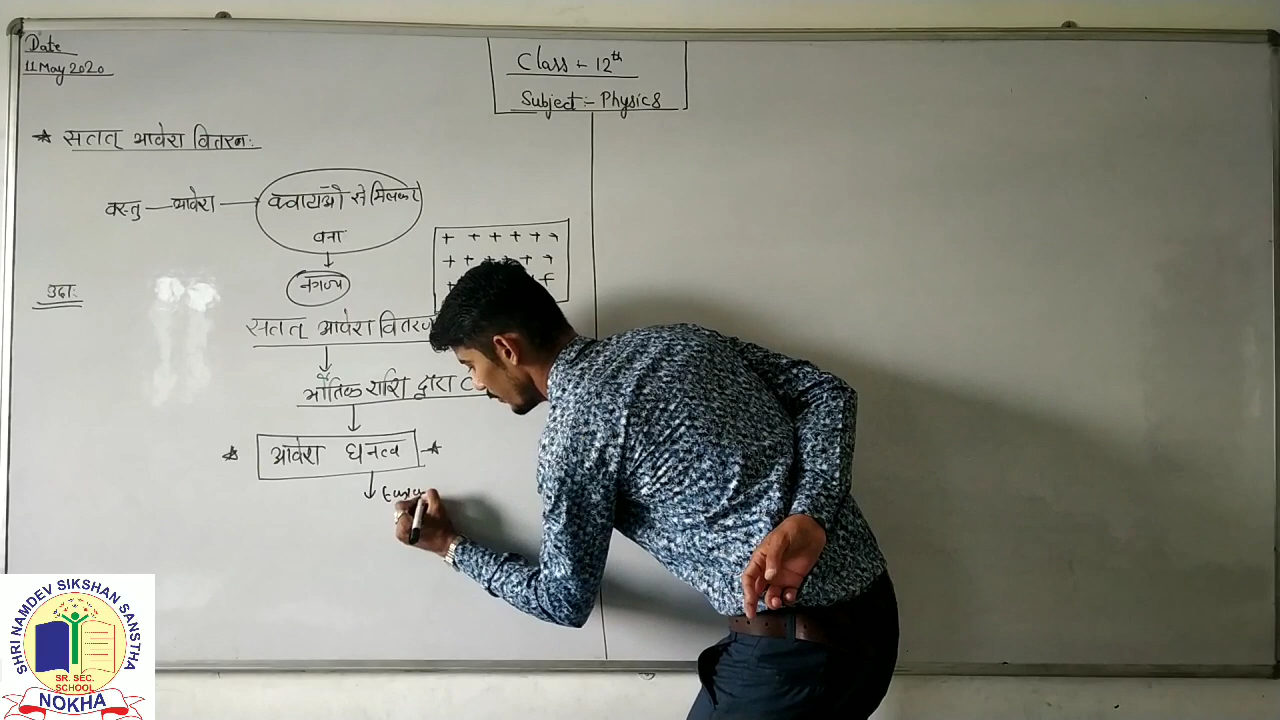 Date
11 May 2020
Class - 12th
Subject:- Physics
* सतत् आवेश वितरन:
वस्तु — आवेश → क्वाटाओं से मिलकर
बना
नगण्य
+ + + + + +
+ + + + + +
उदा:
सतत् आवेश वितरण
भौतिक राशि द्वारा
* आवेश घनत्व *
SHRI NAMDEV SIKSHAN SANSTHA
SR. SEC.
SCHOOL
NOKHA